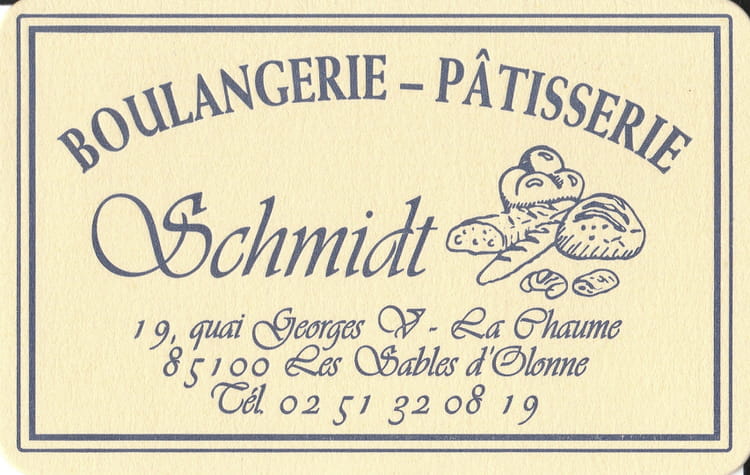 BOULANGERIE – PÂTISSERIE
Schmidt
19, quai Georges V - La Chaume
85100 Les Sables d'Olonne
Tél. 02 51 32 08 19